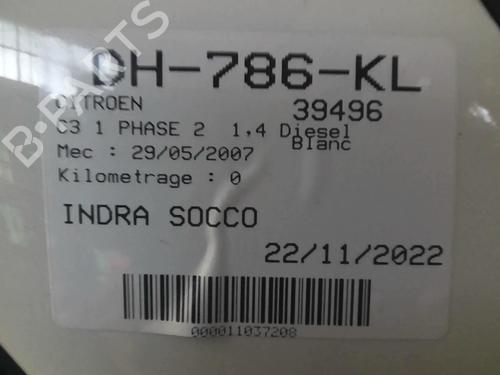 DH-786-KL
CITROEN 39496
C3 1 PHASE 2 1,4 Diesel
Blanc
Mec : 29/05/2007
Kilometrage : 0
INDRA SOCCO
22/11/2022
000011037208
B-PARTS